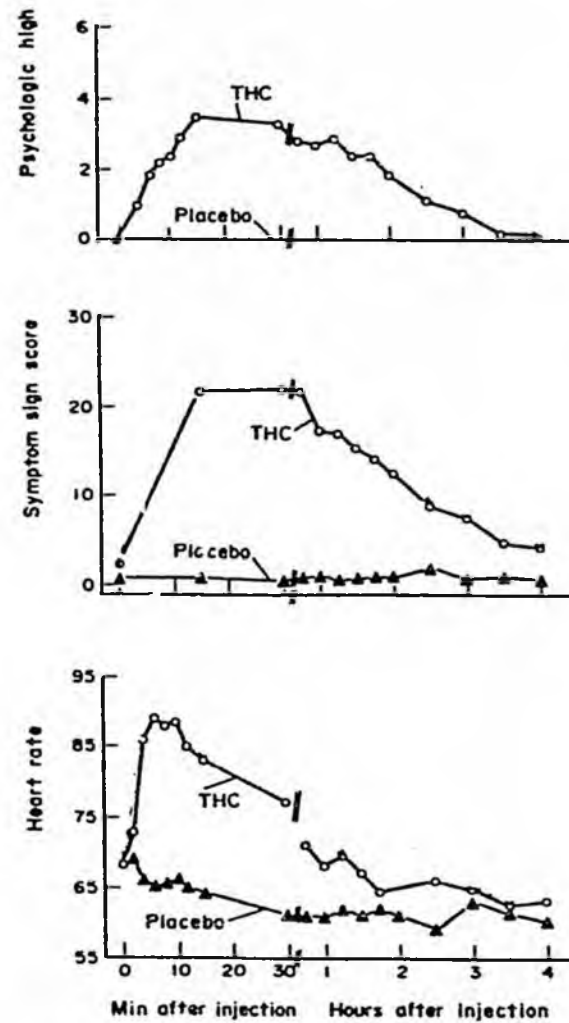 Psychologic high
6
4
2
0
THC
Placebo
Symptom sign score
30
20
10
0
THC
Placebo
Heart rate
95
85
75
65
55
THC
Placebo
0 10 20 30 1 2 3 4
Min after injection Hours after injection